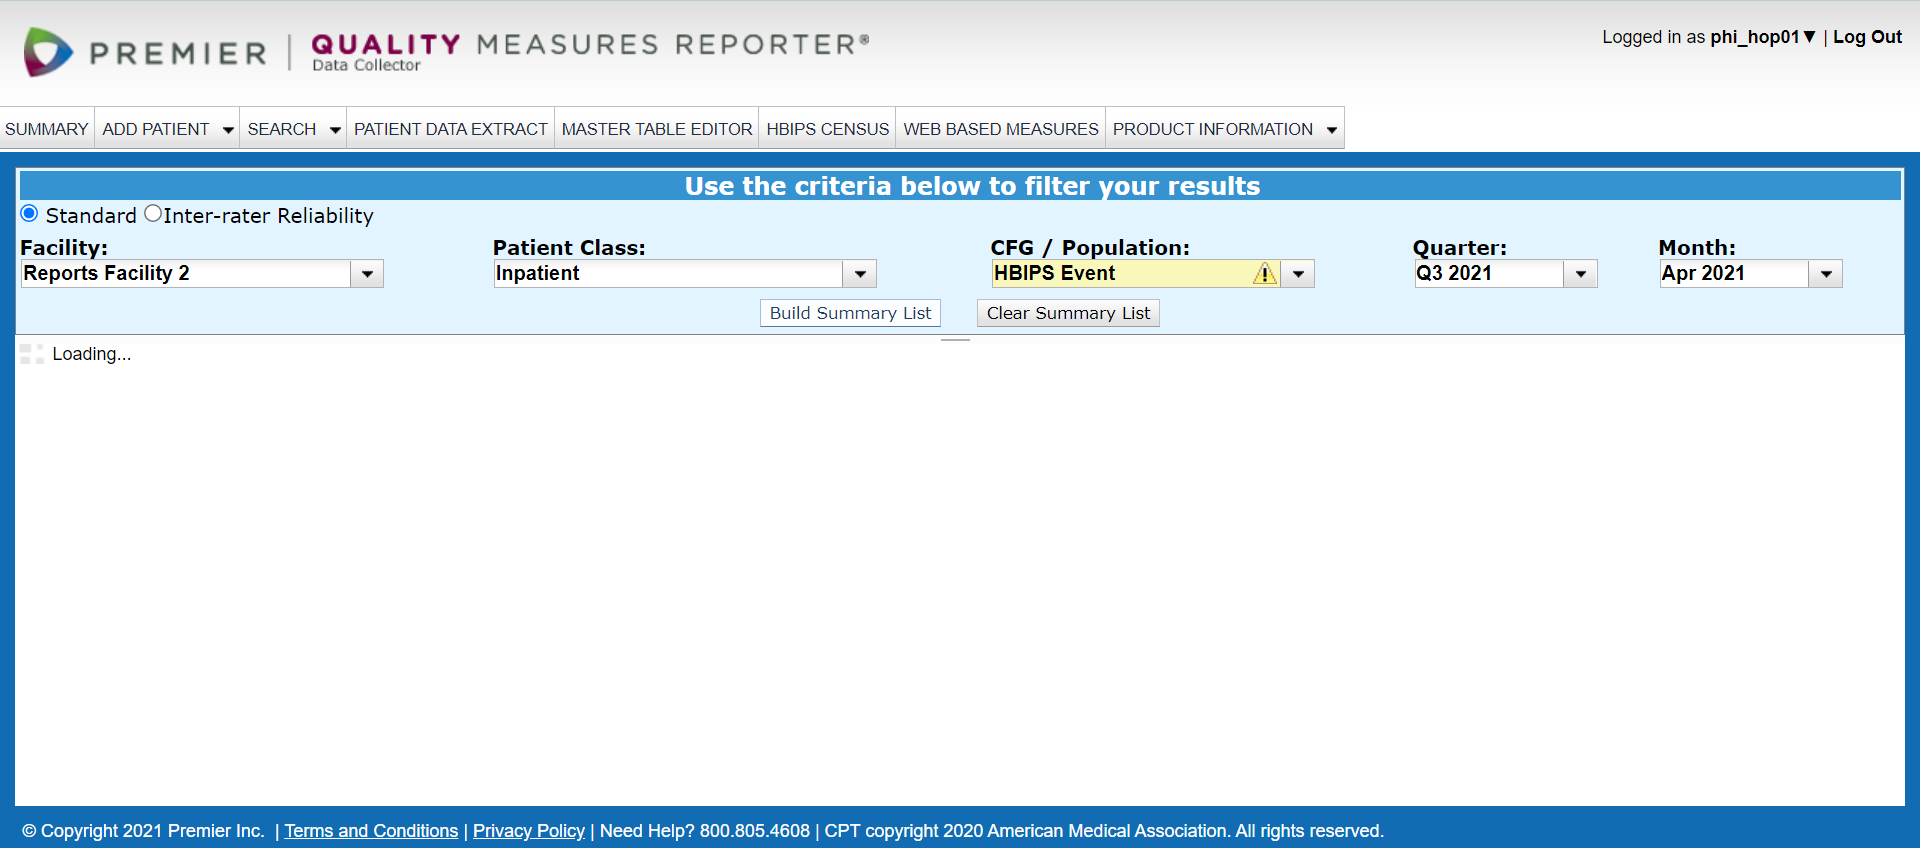 PREMIER | QUALITY MEASURES REPORTER®
Data Collector
Logged in as phi_hop01▼ | Log Out
SUMMARY ADD PATIENT SEARCH PATIENT DATA EXTRACT MASTER TABLE EDITOR HBIPS CENSUS WEB BASED MEASURES PRODUCT INFORMATION
Use the criteria below to filter your results
Standard Inter-rater Reliability
Facility: Patient Class: CFG / Population: Quarter: Month:
Reports Facility 2 Inpatient HBIPS Event Q3 2021 Apr 2021
Build Summary List Clear Summary List
Loading...
© Copyright 2021 Premier Inc. | Terms and Conditions | Privacy Policy | Need Help? 800.805.4608 | CPT copyright 2020 American Medical Association. All rights reserved.